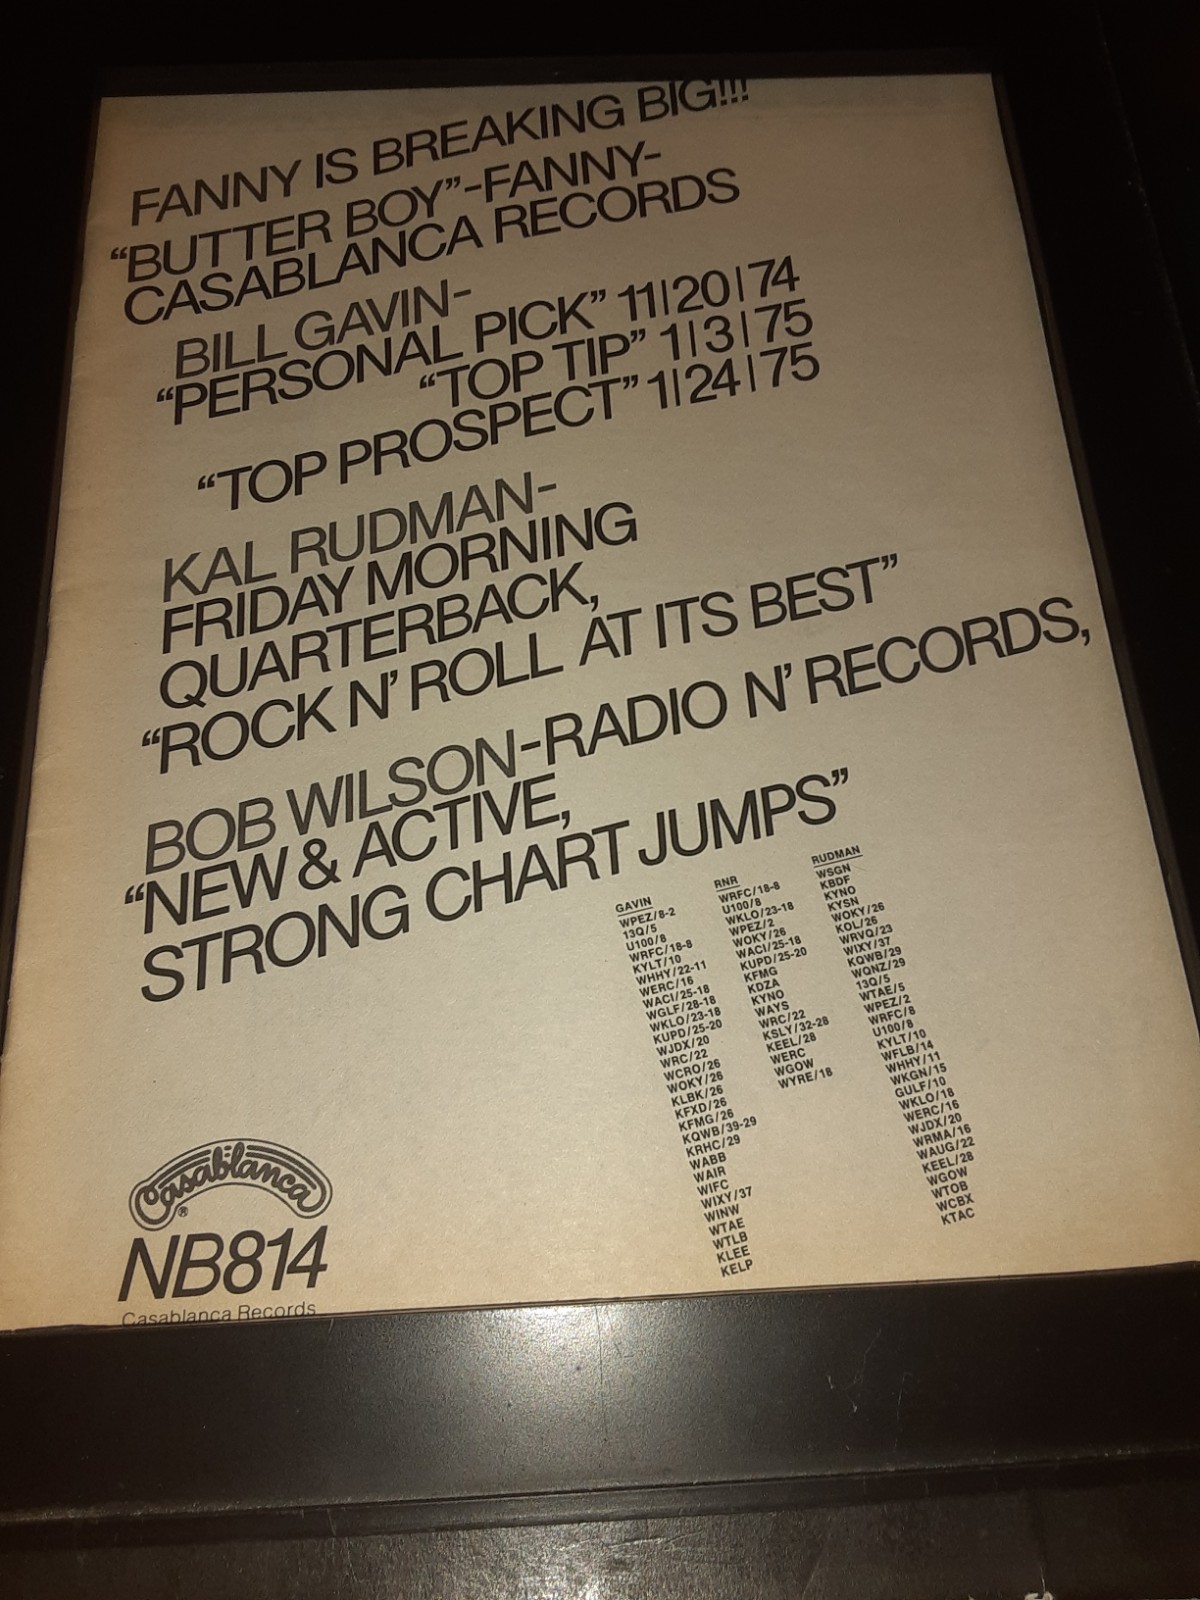 FANNY IS BREAKING BIG!!!
"BUTTER BOY"-FANNY-
CASABLANCA RECORDS
BILL GAVIN-
"PERSONAL PICK" 11|20|74
"TOP TIP" 1|3|75
"TOP PROSPECT" 1|24|75
KAL RUDMAN-
FRIDAY MORNING
QUARTERBACK,
"ROCK N' ROLL AT ITS BEST"
BOB WILSON-RADIO N' RECORDS,
"NEW & ACTIVE,
STRONG CHART JUMPS"
GAVIN
WPEZ/8-2
13Q/5
U100/8
WRFC/18-8
KYLT/10
WHHY/22-11
WERC/16
WACI/25-18
WGLF/28-18
WKLO/23-18
KUPD/25-20
WJDX/20
WRC/22
WCRO/26
WOKY/26
KLBK/26
KFXD/26
KFMG/26
KQWB/39-29
KRHC/29
WABB
WAIR
WIFC
WIXY/37
WINW
WTAE
WTLB
KLEE
KELP
RNR
WRFC/18-8
U100/8
WKLO/23-18
WPEZ/2
WOKY/26
WACI/25-18
KUPD/25-20
KFMG
KDZA
KYNO
WAYS
WRC/22
KSLY/32-28
KEEL/28
WERC
WGOW
WYRE/18
RUDMAN
WSGN
KBDF
KYNO
KYSN
WOKY/26
KOL/26
WRVQ/23
WIXY/37
KQWB/29
WQNZ/29
13Q/5
WTAE/5
WPEZ/2
WRFC/8
U100/8
KYLT/10
WFLB/14
WHHY/11
WKGN/15
GULF/10
WKLO/18
WERC/16
WJDX/20
WRMA/16
WAUG/22
KEEL/28
WGOW
WTOB
WCBX
KTAC
Casablanca ®
NB814
Casablanca Records